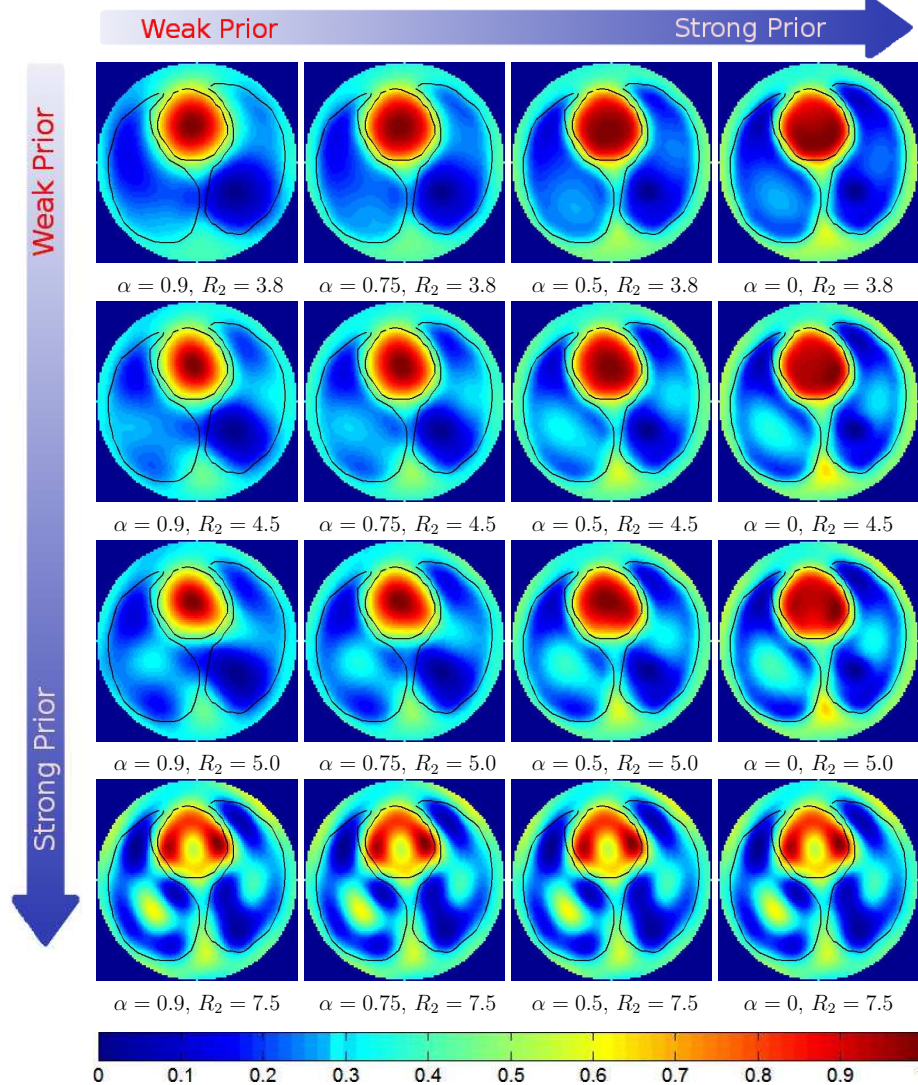 Weak Prior Strong Prior
Weak Prior
Strong Prior
α = 0.9, R₂ = 3.8 α = 0.75, R₂ = 3.8 α = 0.5, R₂ = 3.8 α = 0, R₂ = 3.8
α = 0.9, R₂ = 4.5 α = 0.75, R₂ = 4.5 α = 0.5, R₂ = 4.5 α = 0, R₂ = 4.5
α = 0.9, R₂ = 5.0 α = 0.75, R₂ = 5.0 α = 0.5, R₂ = 5.0 α = 0, R₂ = 5.0
α = 0.9, R₂ = 7.5 α = 0.75, R₂ = 7.5 α = 0.5, R₂ = 7.5 α = 0, R₂ = 7.5
0 0.1 0.2 0.3 0.4 0.5 0.6 0.7 0.8 0.9